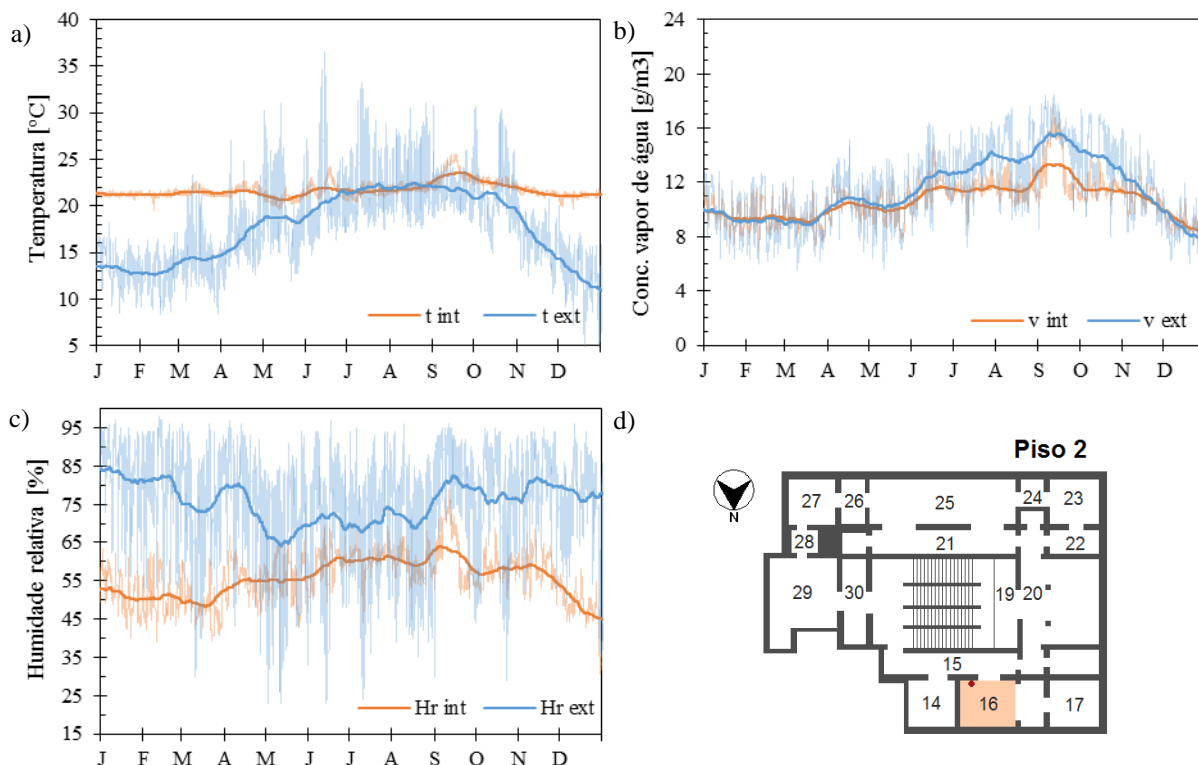 a)
Temperatura [ºC]
40
35
30
25
20
15
10
5
t int
t ext
J F M A M J J A S O N D
b)
Conc. vapor de água [g/m3]
24
20
16
12
8
4
0
v int
v ext
J F M A M J J A S O N D
c)
Humidade relativa [%]
95
85
75
65
55
45
35
25
15
Hr int
Hr ext
J F M A M J J A S O N D
d)
Piso 2
N
27 26 25 24 23
28 21 22
29 30 19 20
15
14 16 17